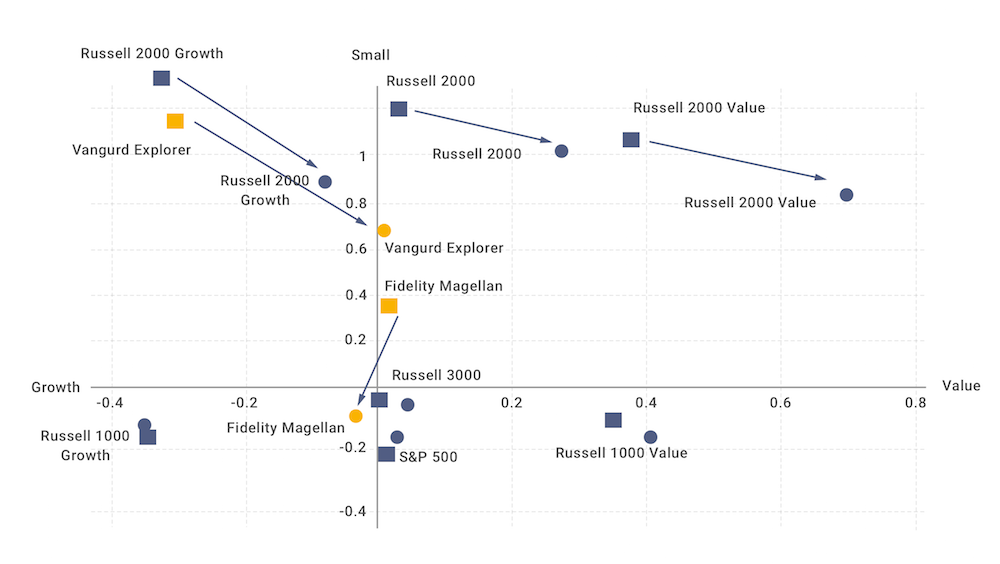 Russell 2000 Growth
Small
Russell 2000
Russell 2000 Value
Vangurd Explorer
Russell 2000
1
Russell 2000
Growth
Russell 2000 Value
0.8
Vangurd Explorer
0.6
Fidelity Magellan
0.4
0.2
Russell 3000
Growth
Value
-0.4
-0.2
0.2
0.4
0.6
0.8
Fidelity Magellan
Russell 1000
Growth
-0.2
S&P 500
Russell 1000 Value
-0.4